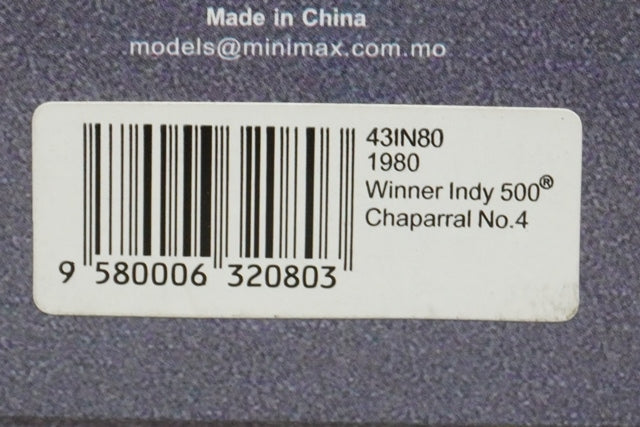 Made in China
models@minimax.com.mo
43IN80
1980
Winner Indy 500®
Chaparral No.4
9 580006 320803